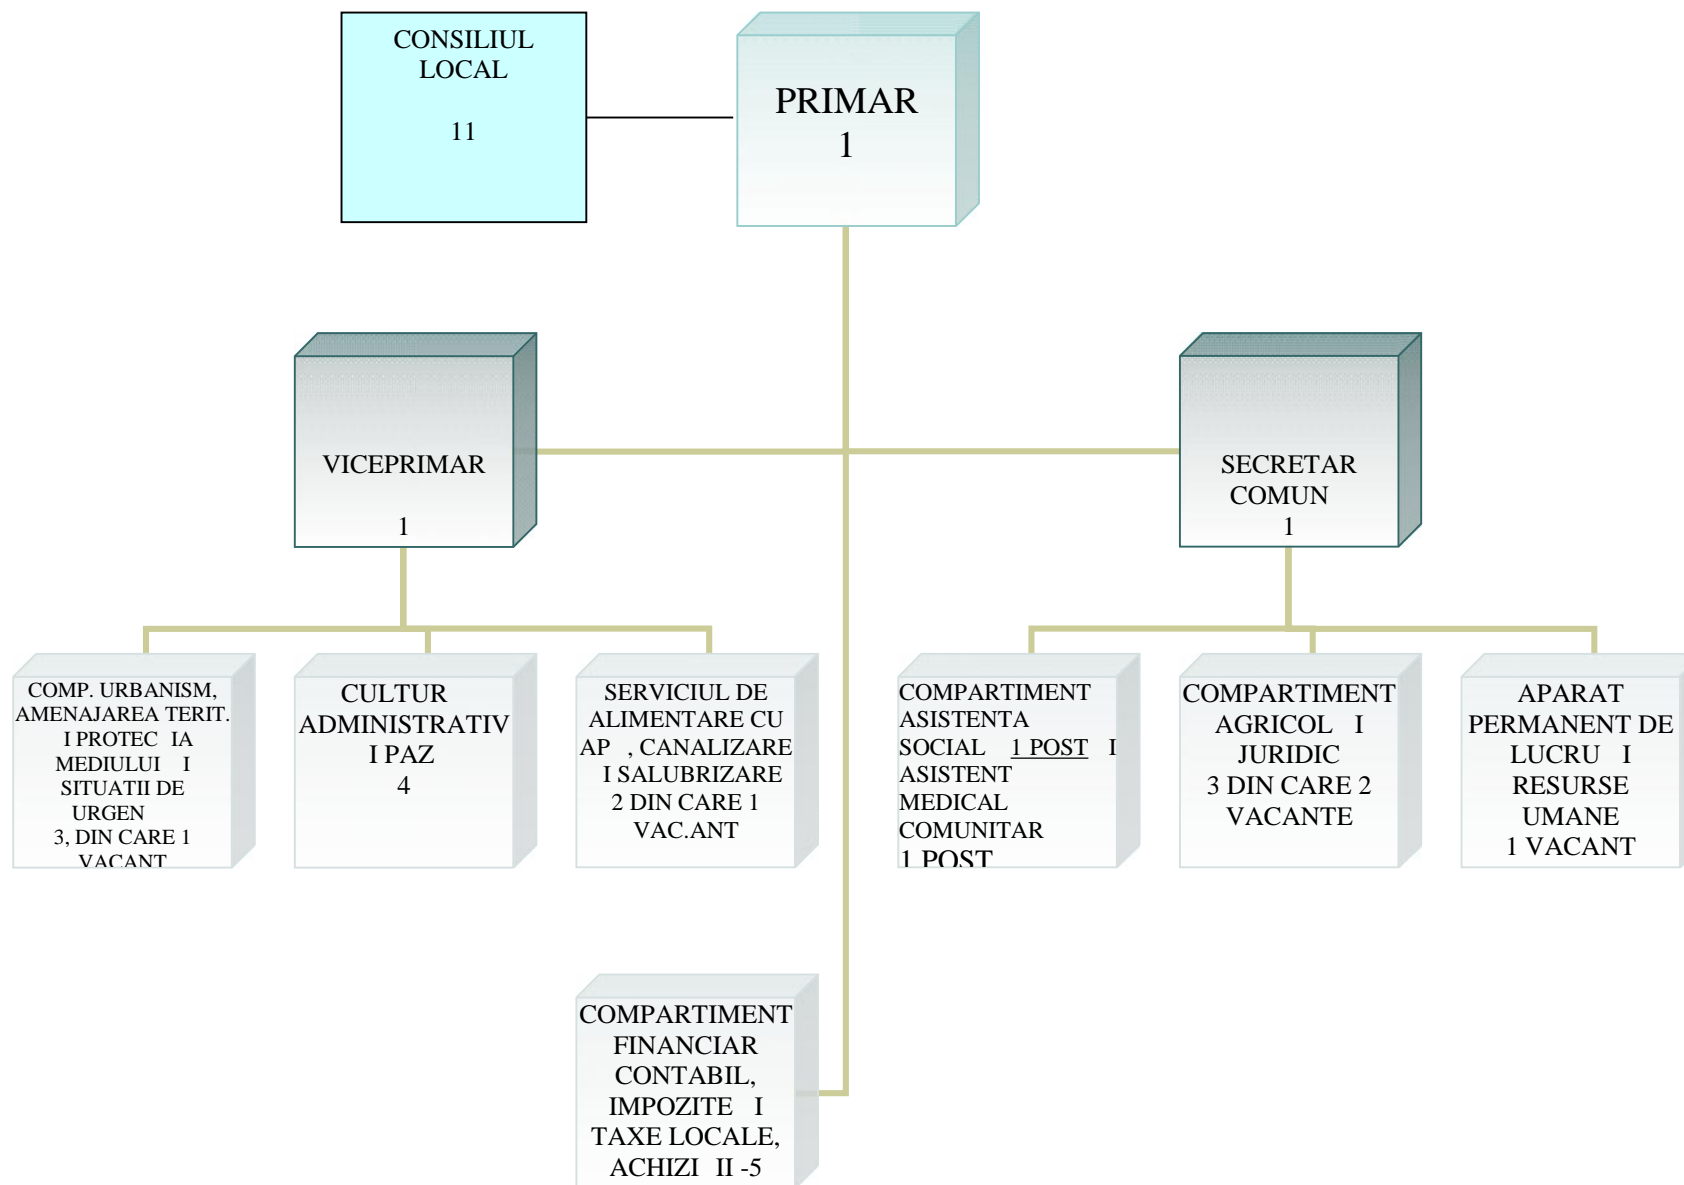 CONSILIUL
LOCAL
11
PRIMAR
1
VICEPRIMAR
1
SECRETAR
COMUN
1
COMP. URBANISM,
AMENAJAREA TERIT.
I PROTEC IA
MEDIULUI I
SITUATII DE
URGEN
3, DIN CARE 1
VACANT
CULTUR
ADMINISTRATIV
I PAZ
4
SERVICIUL DE
ALIMENTARE CU
AP , CANALIZARE
I SALUBRIZARE
2 DIN CARE 1
VAC.ANT
COMPARTIMENT
ASISTENTA
SOCIAL 1 POST I
ASISTENT
MEDICAL
COMUNITAR
1 POST
COMPARTIMENT
AGRICOL I
JURIDIC
3 DIN CARE 2
VACANTE
APARAT
PERMANENT DE
LUCRU I
RESURSE
UMANE
1 VACANT
COMPARTIMENT
FINANCIAR
CONTABIL,
IMPOZITE I
TAXE LOCALE,
ACHIZI II -5